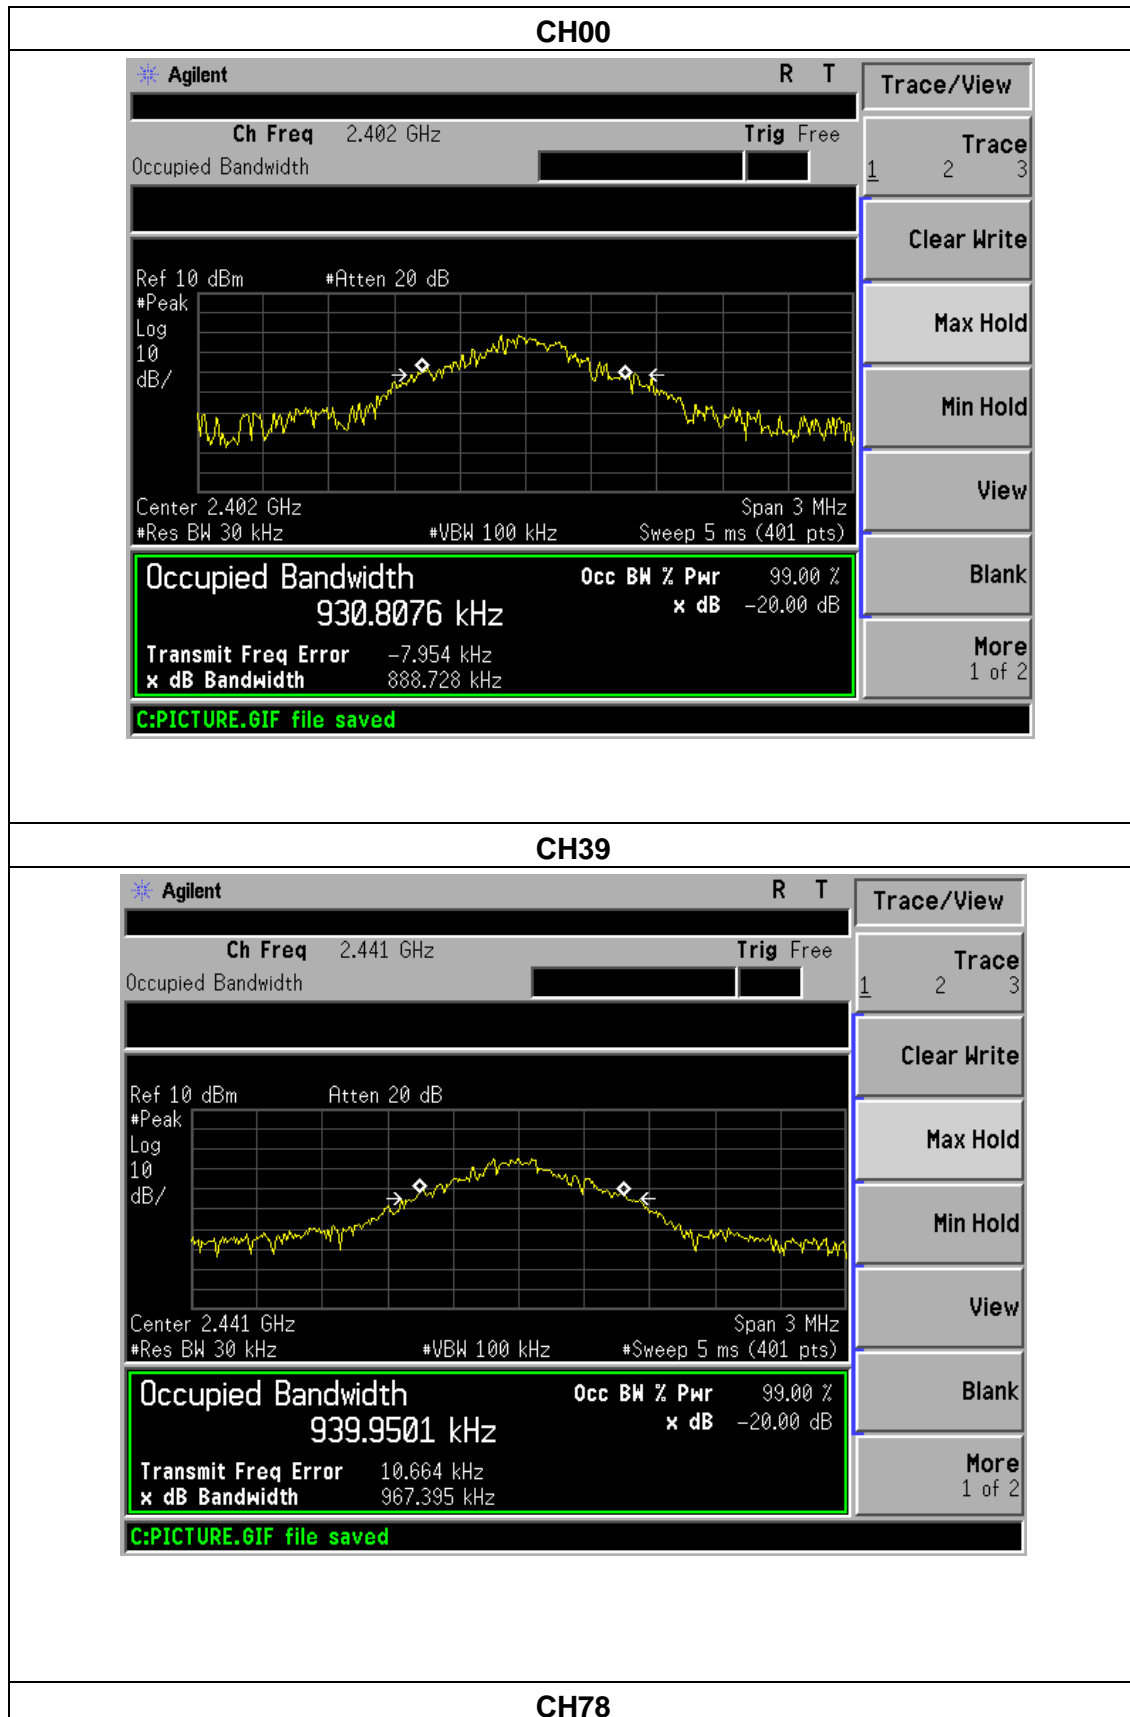 CH00
Agilent R T
Trace/View
Ch Freq 2.402 GHz Trig Free
Occupied Bandwidth
Trace
1 2 3
Clear Write
Max Hold
Min Hold
View
Blank
More
1 of 2
Ref 10 dBm #Atten 20 dB
#Peak
Log
10
dB/
Center 2.402 GHz Span 3 MHz
#Res BW 30 kHz #VBW 100 kHz Sweep 5 ms (401 pts)
Occupied Bandwidth Occ BW % Pwr 99.00 %
930.8076 kHz x dB -20.00 dB
Transmit Freq Error -7.954 kHz
x dB Bandwidth 888.728 kHz
C:PICTURE.GIF file saved
CH39
Agilent R T
Trace/View
Ch Freq 2.441 GHz Trig Free
Occupied Bandwidth
Trace
1 2 3
Clear Write
Max Hold
Min Hold
View
Blank
More
1 of 2
Ref 10 dBm Atten 20 dB
#Peak
Log
10
dB/
Center 2.441 GHz Span 3 MHz
#Res BW 30 kHz #VBW 100 kHz #Sweep 5 ms (401 pts)
Occupied Bandwidth Occ BW % Pwr 99.00 %
939.9501 kHz x dB -20.00 dB
Transmit Freq Error 10.664 kHz
x dB Bandwidth 967.395 kHz
C:PICTURE.GIF file saved
CH78